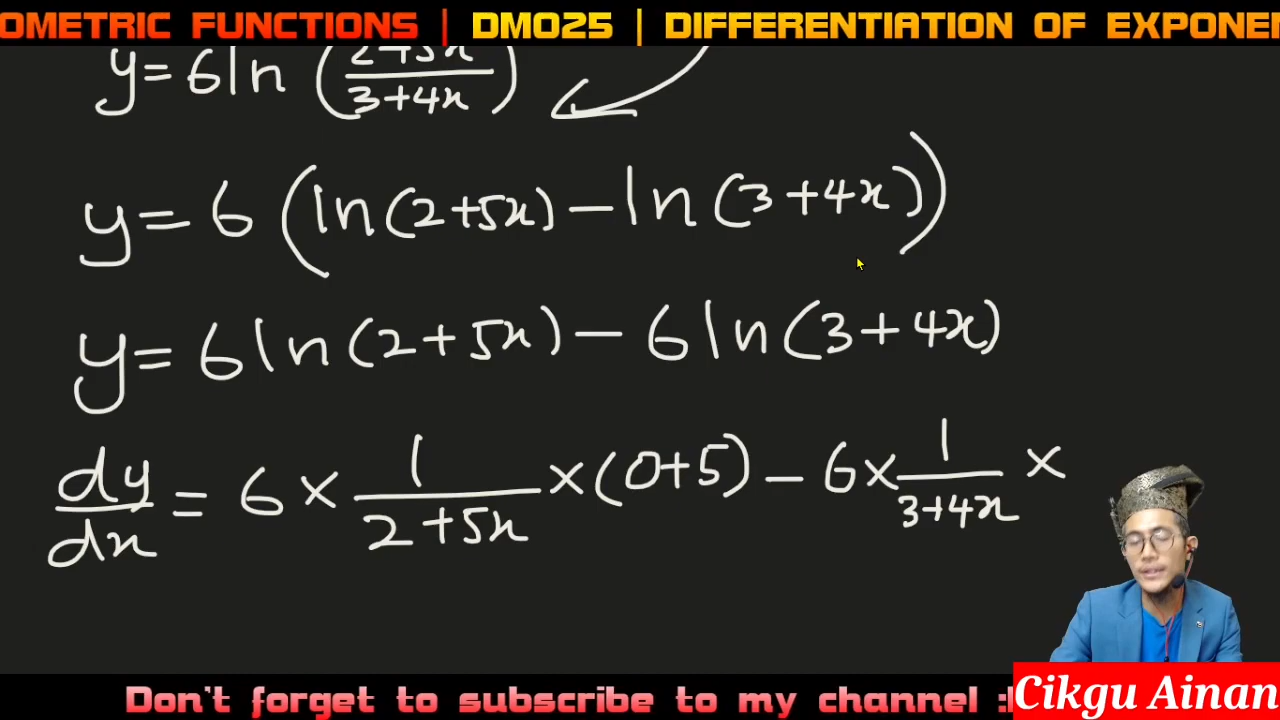 OMETRIC FUNCTIONS | DM025 | DIFFERENTIATION OF EXPONE
y = 6 ln (2+5x / 3+4x)
y = 6 (ln(2+5x) − ln(3+4x))
y = 6 ln(2+5x) − 6 ln(3+4x)
dy/dx = 6 × 1/(2+5x) × (0+5) − 6 × 1/(3+4x) ×
Don't forget to subscribe to my channel :
Cikgu Ainan